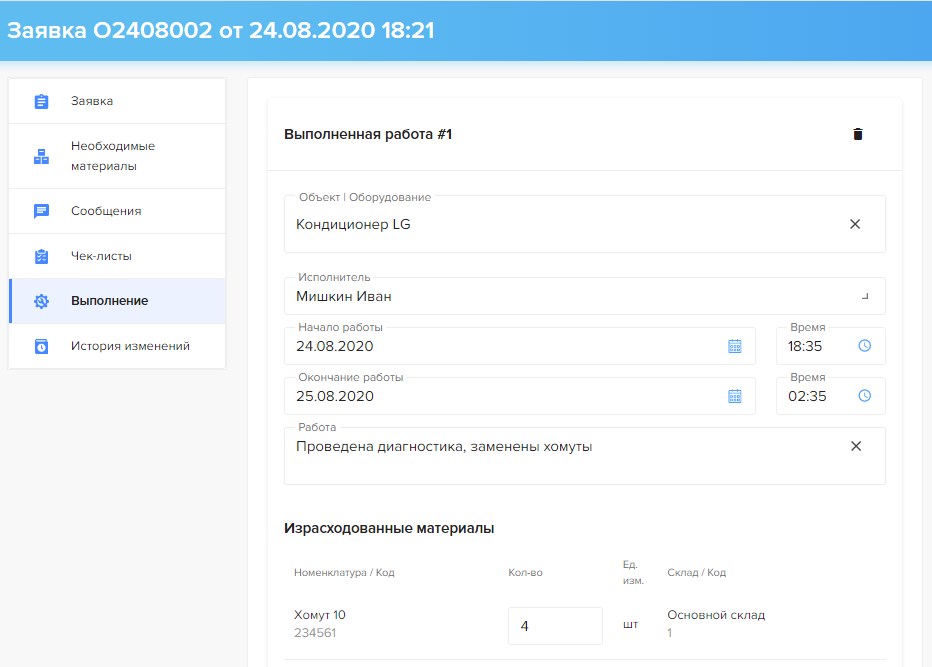 Заявка О2408002 от 24.08.2020 18:21
Заявка
Необходимые
материалы
Сообщения
Чек-листы
Выполнение
История изменений
Выполненная работа #1
Объект | Оборудование
Кондиционер LG
Исполнитель
Мишкин Иван
Начало работы
24.08.2020
Время
18:35
Окончание работы
25.08.2020
Время
02:35
Работа
Проведена диагностика, заменены хомуты
Израсходованные материалы
Номенклатура / Код
Кол-во
Ед.
изм.
Склад / Код
Хомут 10
234561
4
шт
Основной склад
1